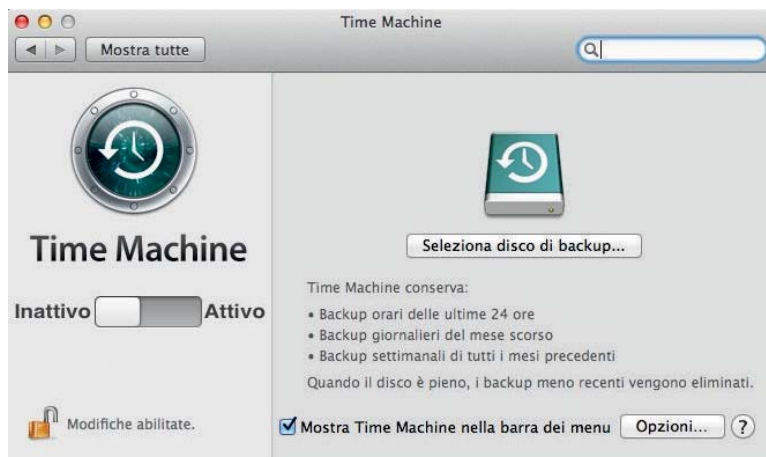 Time Machine
Mostra tutte
Time Machine
Inattivo Attivo
Modifiche abilitate.
Seleziona disco di backup...
Time Machine conserva:
• Backup orari delle ultime 24 ore
• Backup giornalieri del mese scorso
• Backup settimanali di tutti i mesi precedenti
Quando il disco è pieno, i backup meno recenti vengono eliminati.
Mostra Time Machine nella barra dei menu Opzioni... ?